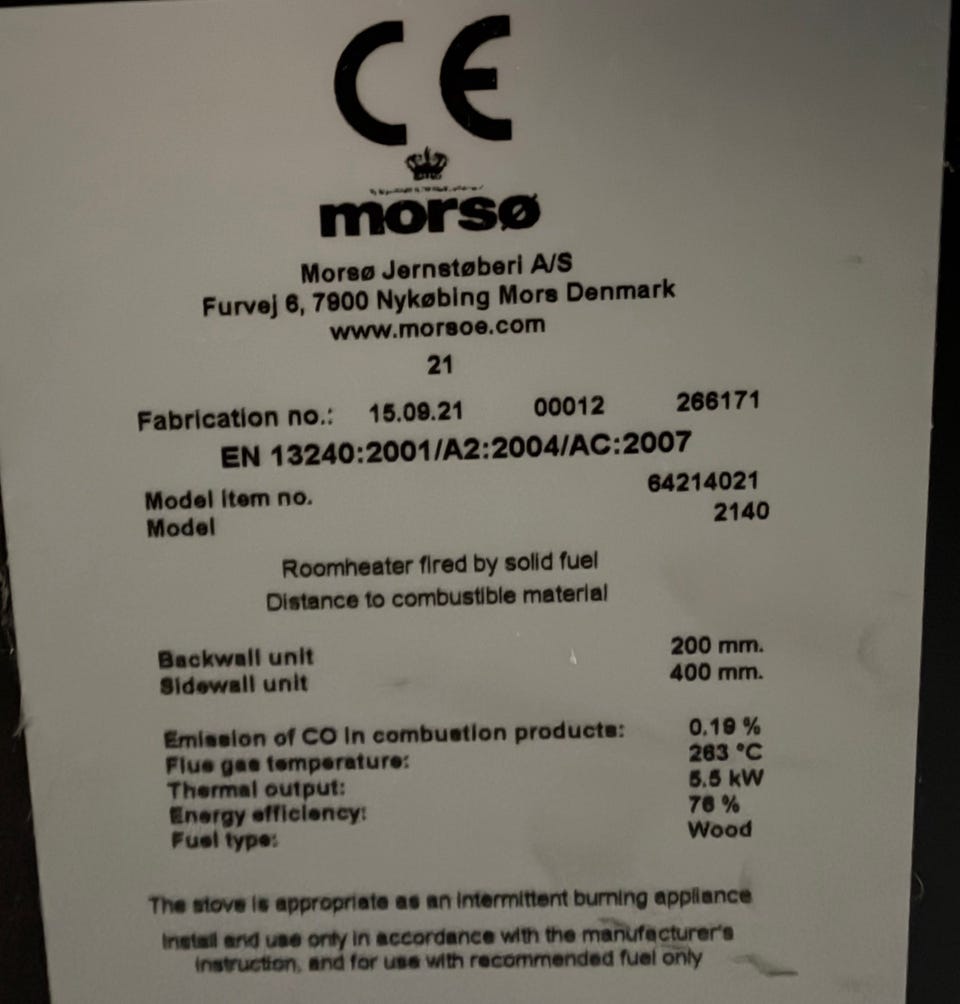 CE
morsø
Morsø Jernstøberi A/S
Furvej 6, 7900 Nykøbing Mors Denmark
www.morsoe.com
21
Fabrication no.: 15.09.21 00012 266171
EN 13240:2001/A2:2004/AC:2007
Model item no. 64214021
Model 2140
Roomheater fired by solid fuel
Distance to combustible material
Backwall unit 200 mm.
Sidewall unit 400 mm.
Emission of CO in combustion products: 0.19 %
Flue gas temperature: 263 °C
Thermal output: 5.5 kW
Energy efficiency: 76 %
Fuel type: Wood
The stove is appropriate as an intermittent burning appliance
Install and use only in accordance with the manufacturer's
instruction, and for use with recommended fuel only